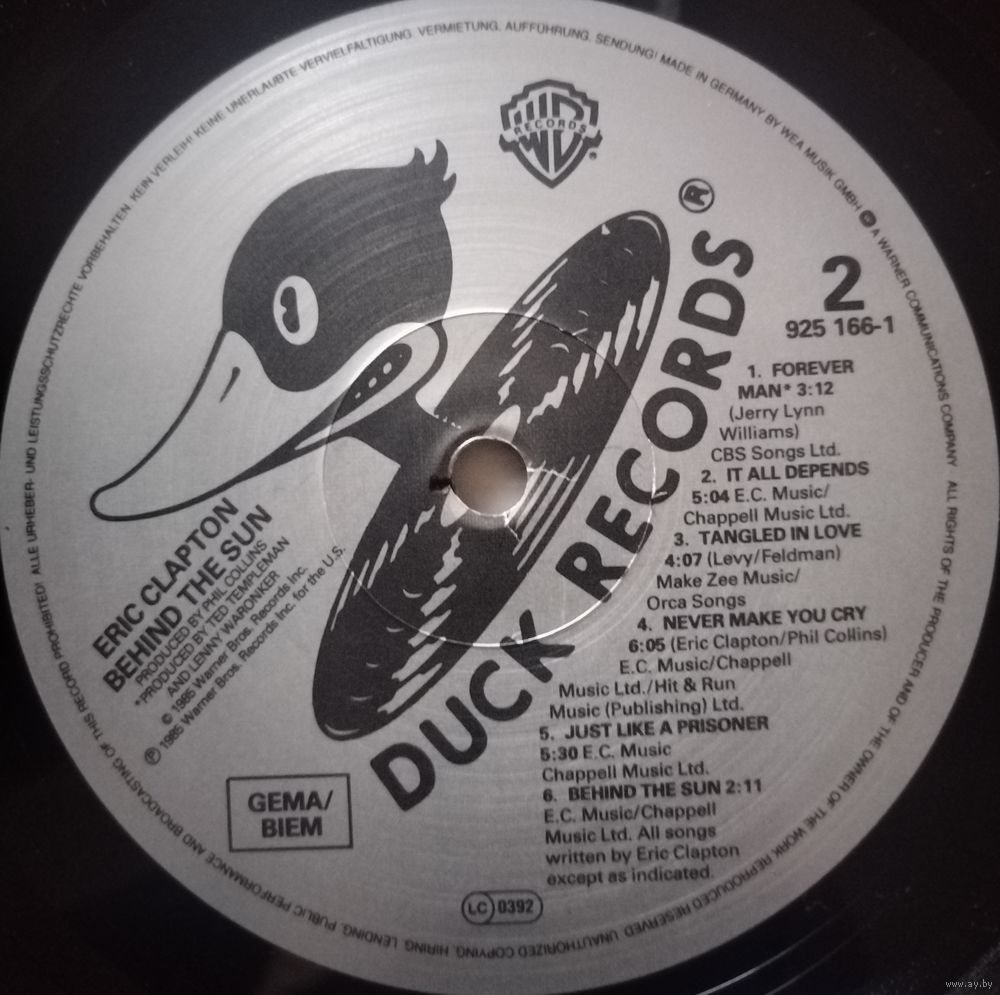 ALLE URHEBER- UND LEISTUNGSSCHUTZRECHTE VORBEHALTEN. KEIN VERLEIH! KEINE UNERLAUBTE VERVIELFÄLTIGUNG, VERMIETUNG, AUFFÜHRUNG, SENDUNG! MADE IN GERMANY BY WEA MUSIK GMBH A WARNER COMMUNICATIONS COMPANY ALL RIGHTS OF THE PRODUCER AND OF THE OWNER OF THE WORK REPRODUCED RESERVED. UNAUTHORIZED COPYING, HIRING, LENDING, PUBLIC PERFORMANCE AND BROADCASTING OF THIS RECORD PROHIBITED!
WB
RECORDS
®
DUCK RECORDS®
2
925 166-1
1. FOREVER
MAN* 3:12
(Jerry Lynn
Williams)
CBS Songs Ltd.
2. IT ALL DEPENDS
5:04 E.C. Music/
Chappell Music Ltd.
3. TANGLED IN LOVE
4:07 (Levy/Feldman)
Make Zee Music/
Orca Songs
4. NEVER MAKE YOU CRY
6:05 (Eric Clapton/Phil Collins)
E.C. Music/Chappell
Music Ltd./Hit & Run
Music (Publishing) Ltd.
5. JUST LIKE A PRISONER
5:30 E.C. Music
Chappell Music Ltd.
6. BEHIND THE SUN 2:11
E.C. Music/Chappell
Music Ltd. All songs
written by Eric Clapton
except as indicated.
ERIC CLAPTON
BEHIND THE SUN
PRODUCED BY PHIL COLLINS
*PRODUCED BY TED TEMPLEMAN
AND LENNY WARONKER
© 1985 Warner Bros. Records Inc.
℗ 1985 Warner Bros. Records Inc. for the U.S.
GEMA/
BIEM
LC 0392
www.ay.by